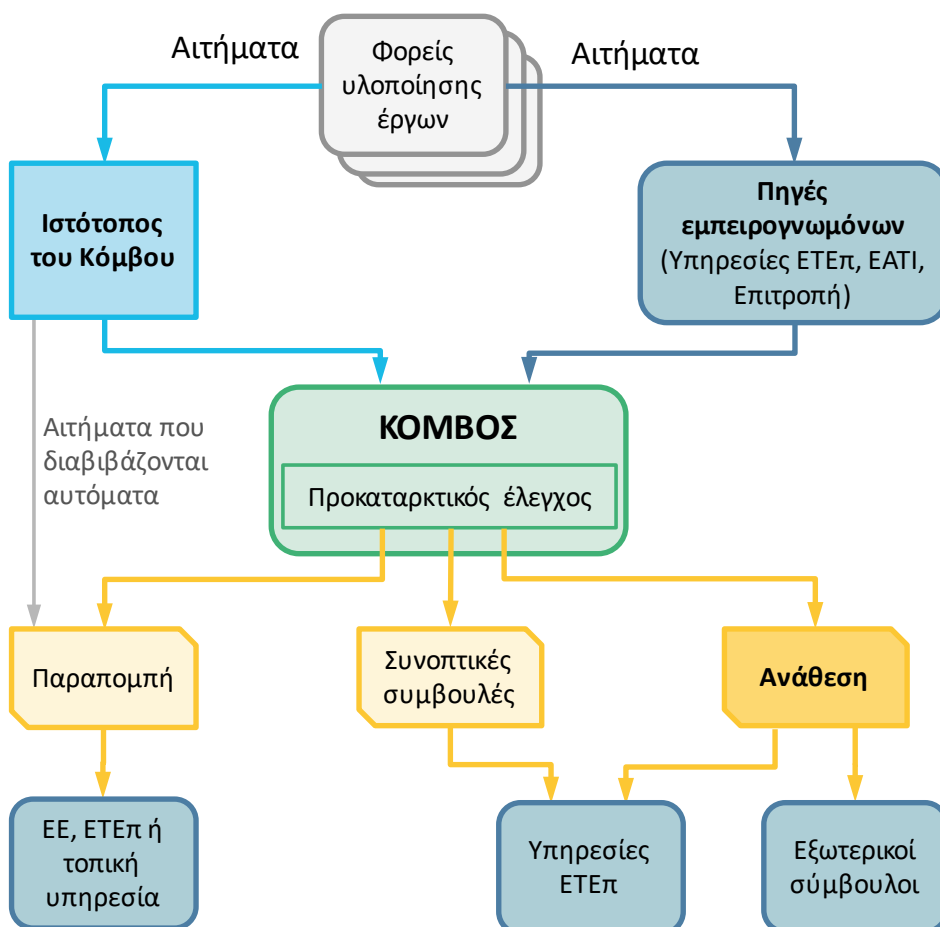 Αιτήματα
Φορείς
υλοποίησης
έργων
Αιτήματα
Ιστότοπος
του Κόμβου
Πηγές
εμπειρογνωμόνων
(Υπηρεσίες ΕΤΕπ, ΕΑΤΙ,
Επιτροπή)
Αιτήματα που
διαβιβάζονται
αυτόματα
ΚΟΜΒΟΣ
Προκαταρκτικός έλεγχος
Παραπομπή
Συνοπτικές
συμβουλές
Ανάθεση
ΕΕ, ΕΤΕπ ή
τοπική
υπηρεσία
Υπηρεσίες
ΕΤΕπ
Εξωτερικοί
σύμβουλοι